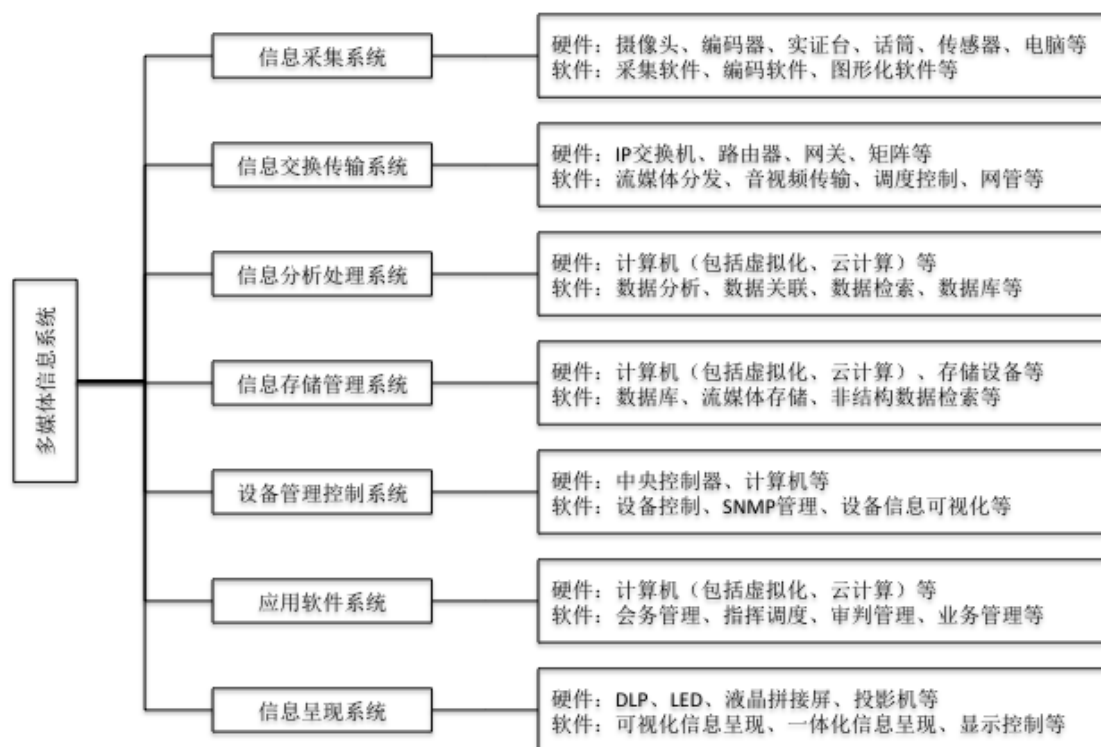 多媒体信息系统
信息采集系统
硬件：摄像头、编码器、实证台、话筒、传感器、电脑等
软件：采集软件、编码软件、图形化软件等
信息交换传输系统
硬件：IP交换机、路由器、网关、矩阵等
软件：流媒体分发、音视频传输、调度控制、网管等
信息分析处理系统
硬件：计算机（包括虚拟化、云计算）等
软件：数据分析、数据关联、数据检索、数据库等
信息存储管理系统
硬件：计算机（包括虚拟化、云计算）、存储设备等
软件：数据库、流媒体存储、非结构数据检索等
设备管理控制系统
硬件：中央控制器、计算机等
软件：设备控制、SNMP管理、设备信息可视化等
应用软件系统
硬件：计算机（包括虚拟化、云计算）等
软件：会务管理、指挥调度、审判管理、业务管理等
信息呈现系统
硬件：DLP、LED、液晶拼接屏、投影机等
软件：可视化信息呈现、一体化信息呈现、显示控制等